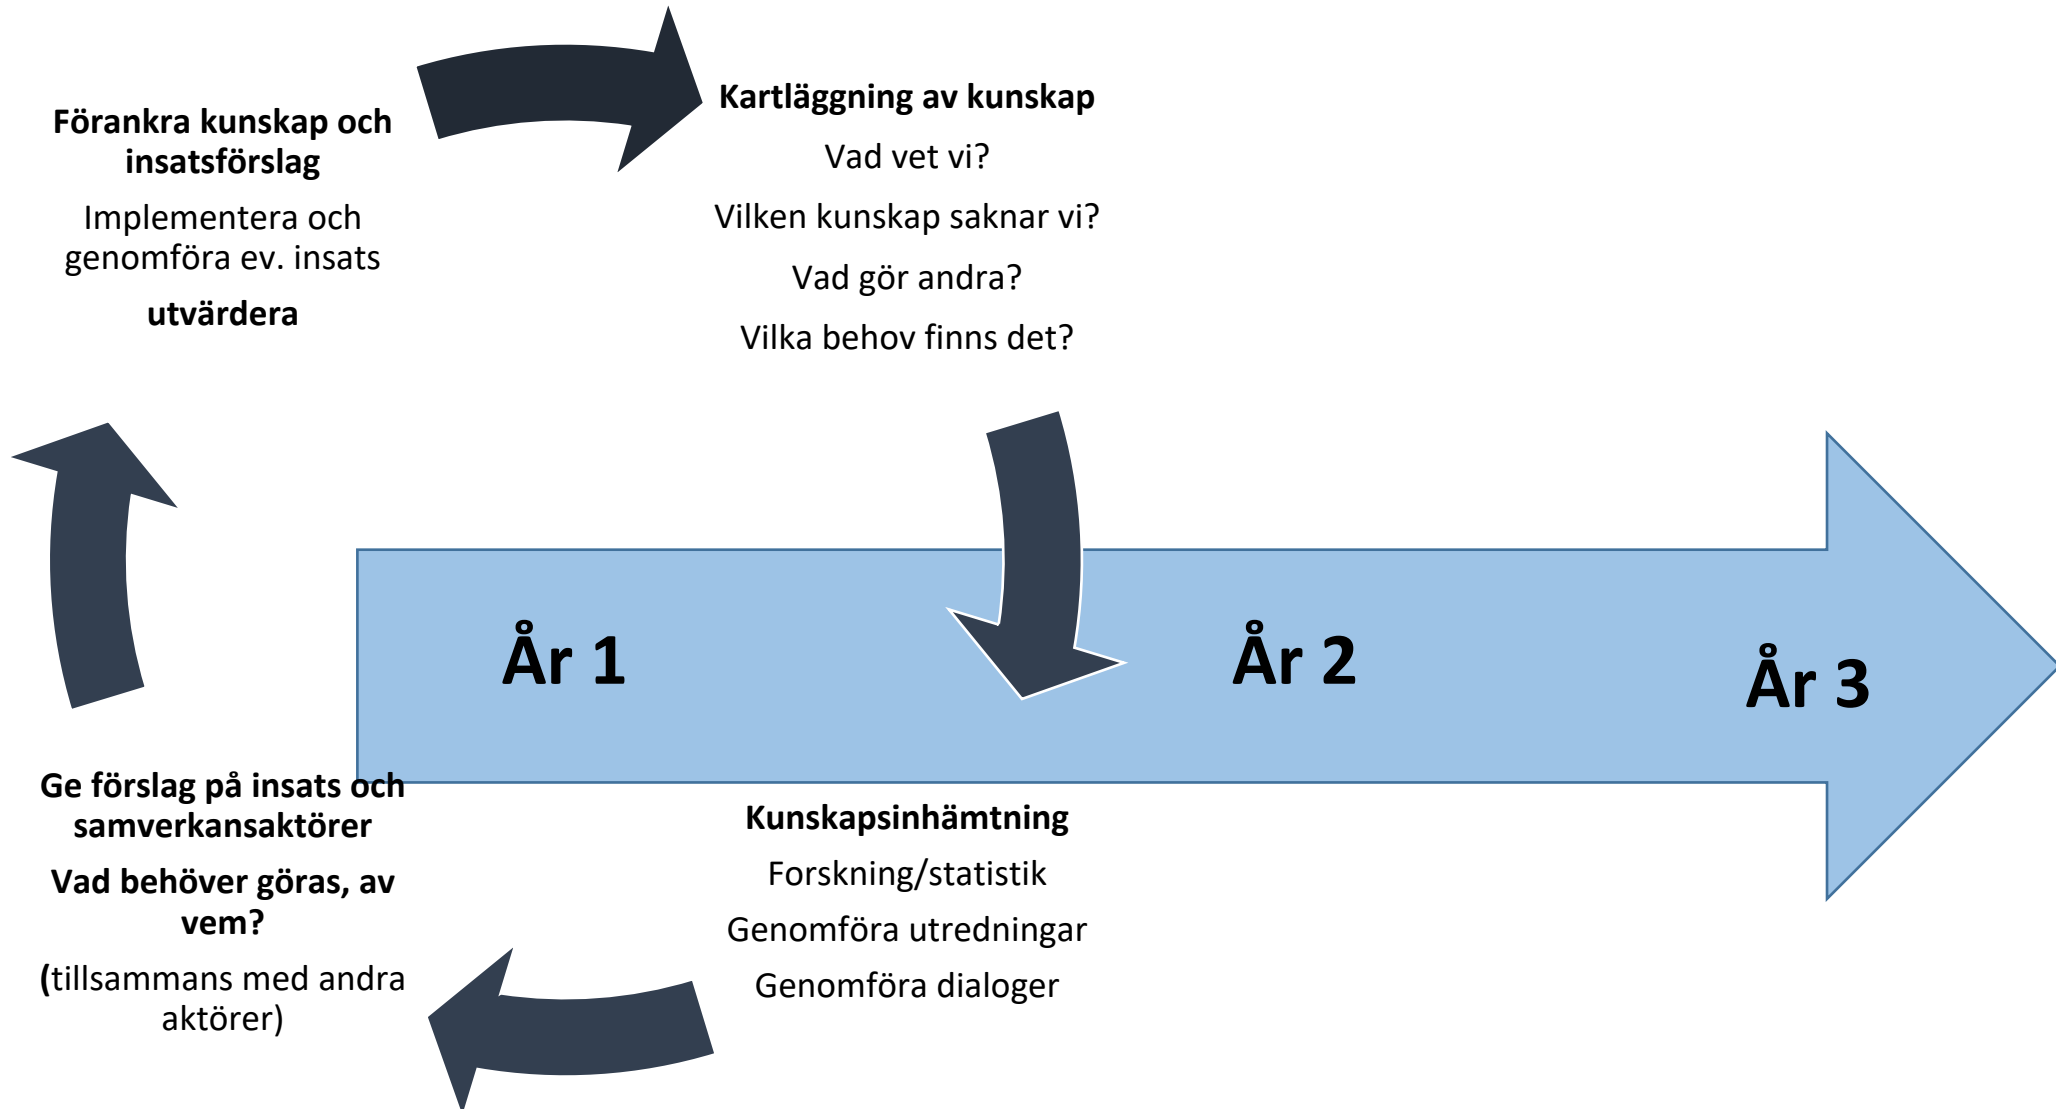 Förankra kunskap och
insatsförslag
Implementera och
genomföra ev. insats
utvärdera
Kartläggning av kunskap
Vad vet vi?
Vilken kunskap saknar vi?
Vad gör andra?
Vilka behov finns det?
År 1
År 2
År 3
Ge förslag på insats och
samverkansaktörer
Vad behöver göras, av
vem?
(tillsammans med andra
aktörer)
Kunskapsinhämtning
Forskning/statistik
Genomföra utredningar
Genomföra dialoger